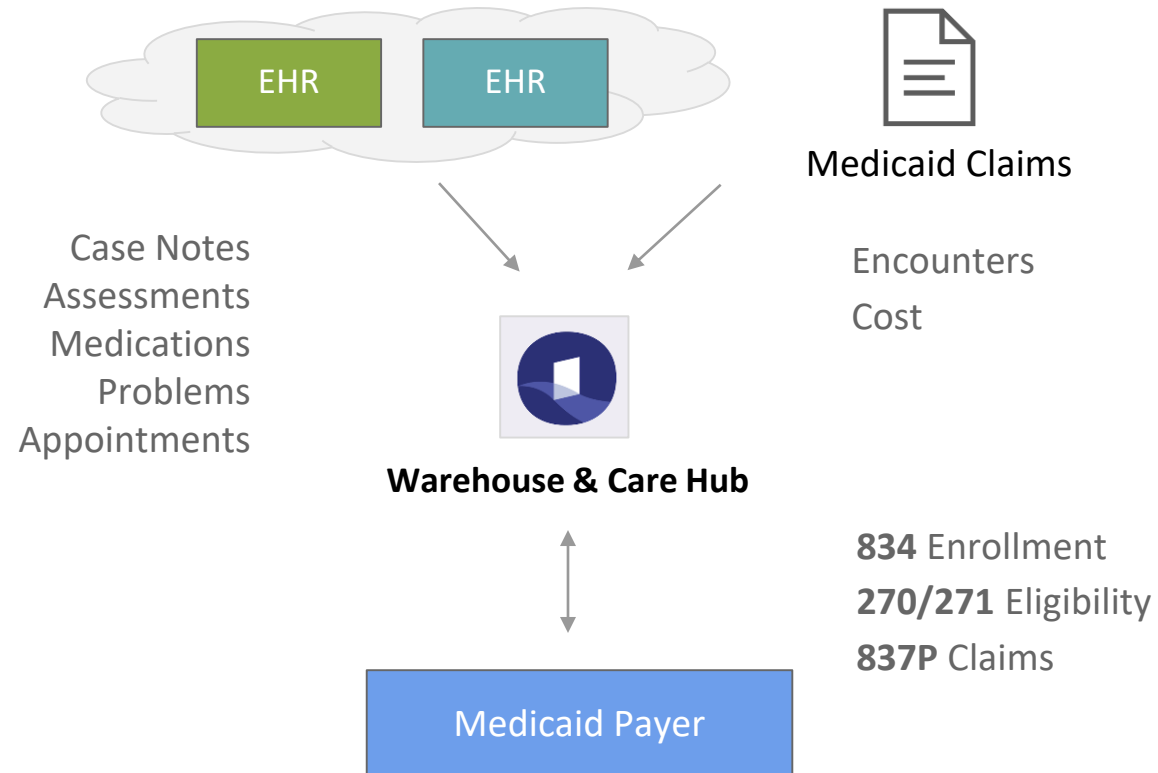 EHR
EHR
Medicaid Claims
Case Notes
Assessments
Medications
Problems
Appointments
Encounters
Cost
Warehouse & Care Hub
834 Enrollment
270/271 Eligibility
837P Claims
Medicaid Payer